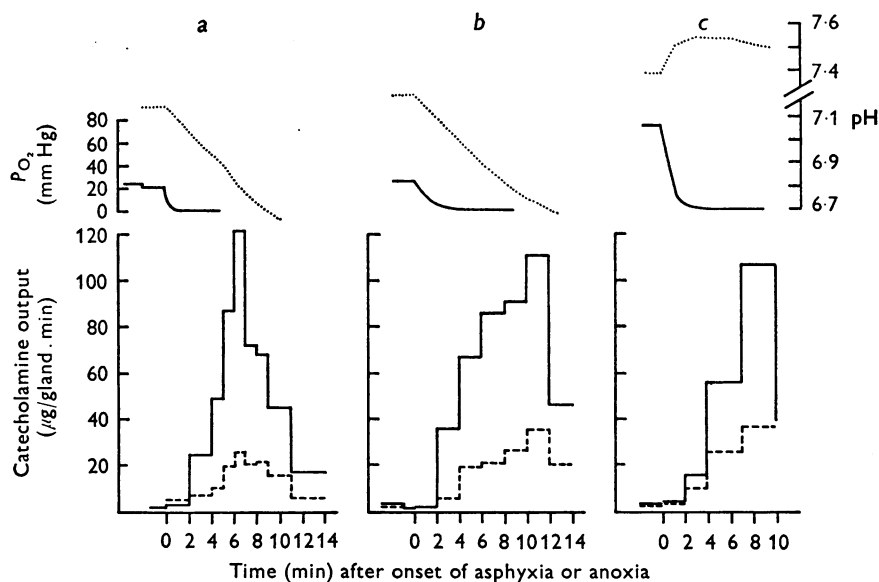 a b c
7·6
7·4
7·1
pH
6·9
6·7
80
60
40
20
0
P O2
(mm Hg)
120
100
80
60
40
20
Catecholamine output
(μg/gland . min)
0 2 4 6 8 10 12 14
0 2 4 6 8 10 12 14
0 2 4 6 8 10
Time (min) after onset of asphyxia or anoxia